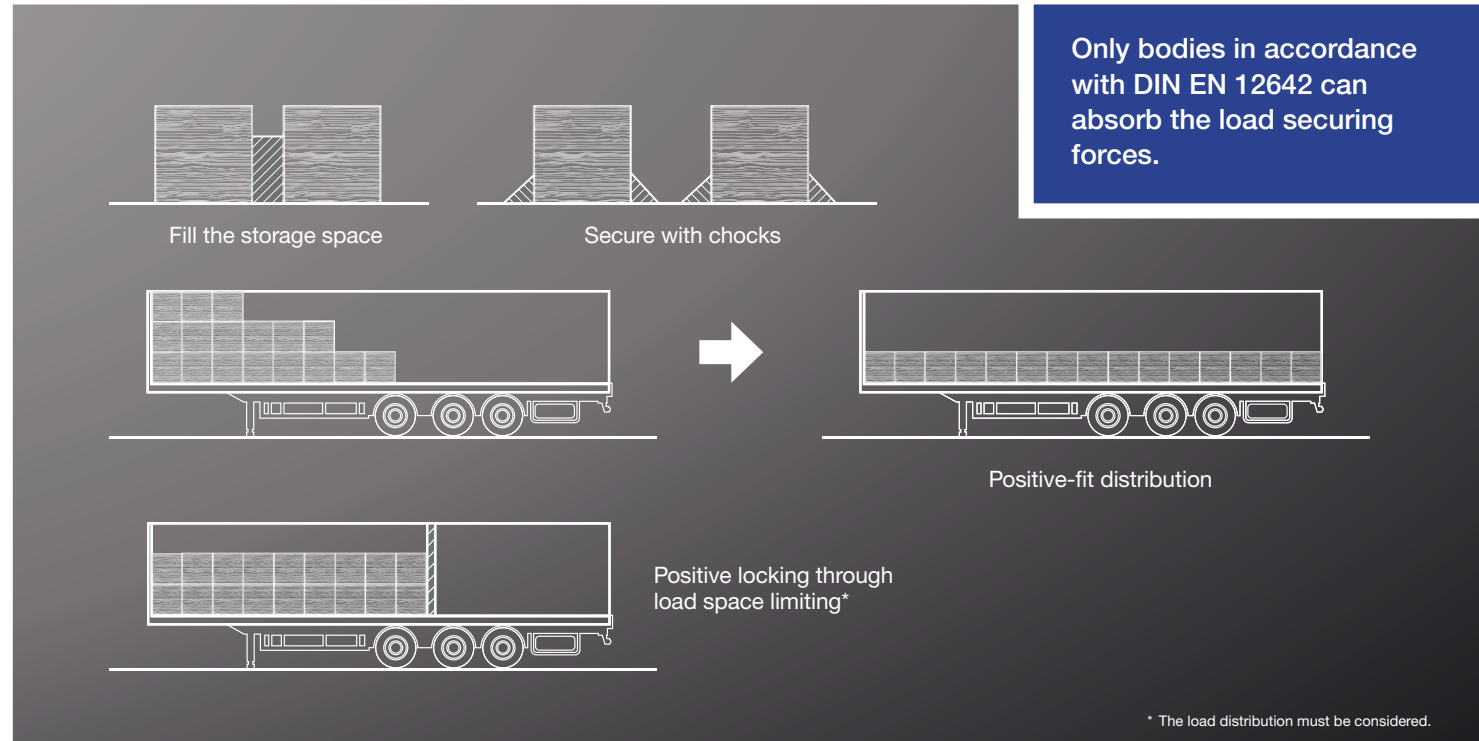 Only bodies in accordance
with DIN EN 12642 can
absorb the load securing
forces.
Fill the storage space
Secure with chocks
Positive-fit distribution
Positive locking through
load space limiting*
* The load distribution must be considered.